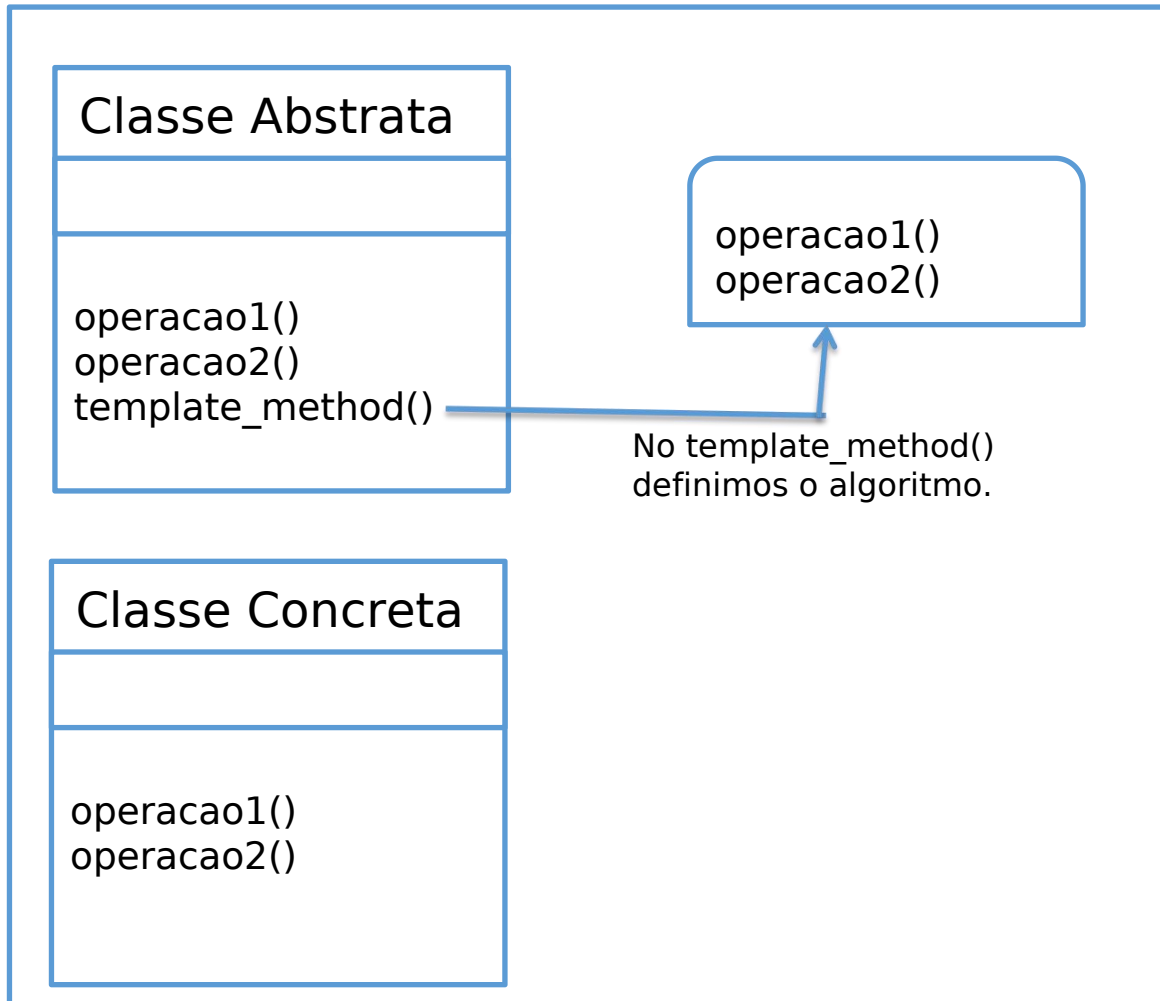 Classe Abstrata
operacao1()
operacao2()
template_method()
operacao1()
operacao2()
No template_method()
definimos o algoritmo.
Classe Concreta
operacao1()
operacao2()